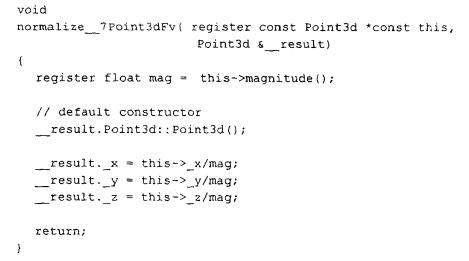 void
normalize__7Point3dFv( register const Point3d *const this,
Point3d &__result)
{
register float mag = this->magnitude();
// default constructor
__result.Point3d::Point3d();
__result._x = this->_x/mag;
__result._y = this->_y/mag;
__result._z = this->_z/mag;
return;
}